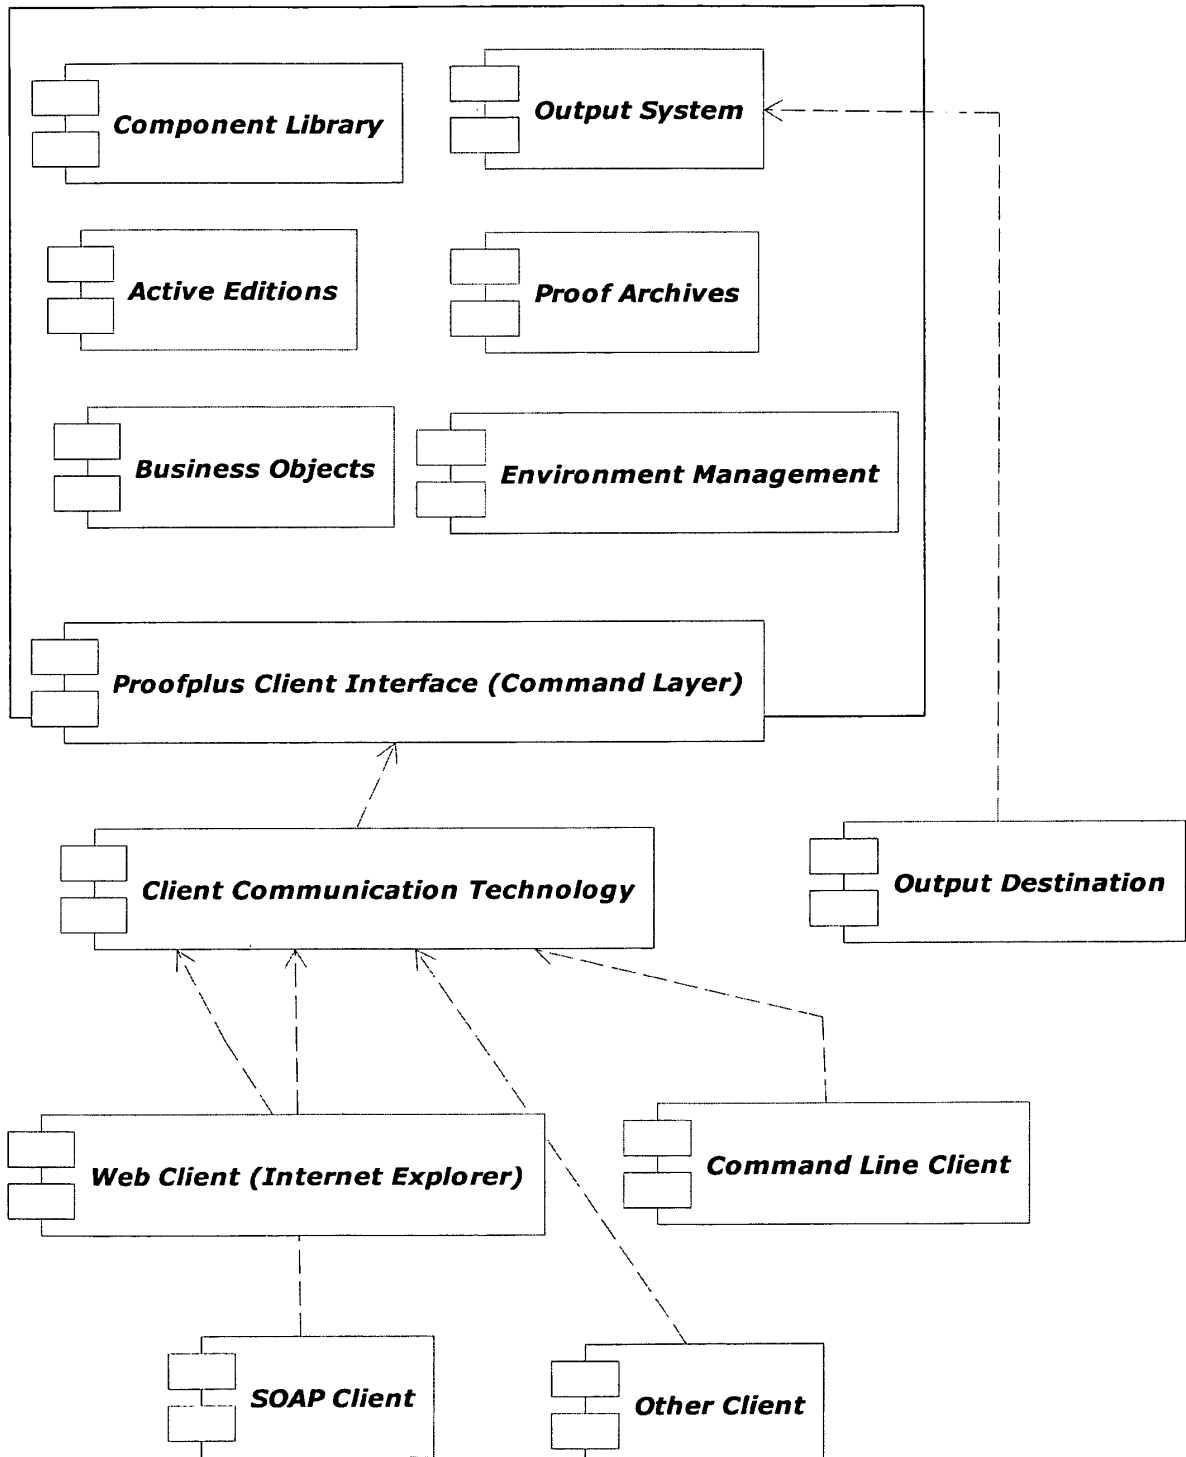 Component Library
Output System
Active Editions
Proof Archives
Business Objects
Environment Management
Proofplus Client Interface (Command Layer)
Client Communication Technology
Output Destination
Web Client (Internet Explorer)
Command Line Client
SOAP Client
Other Client